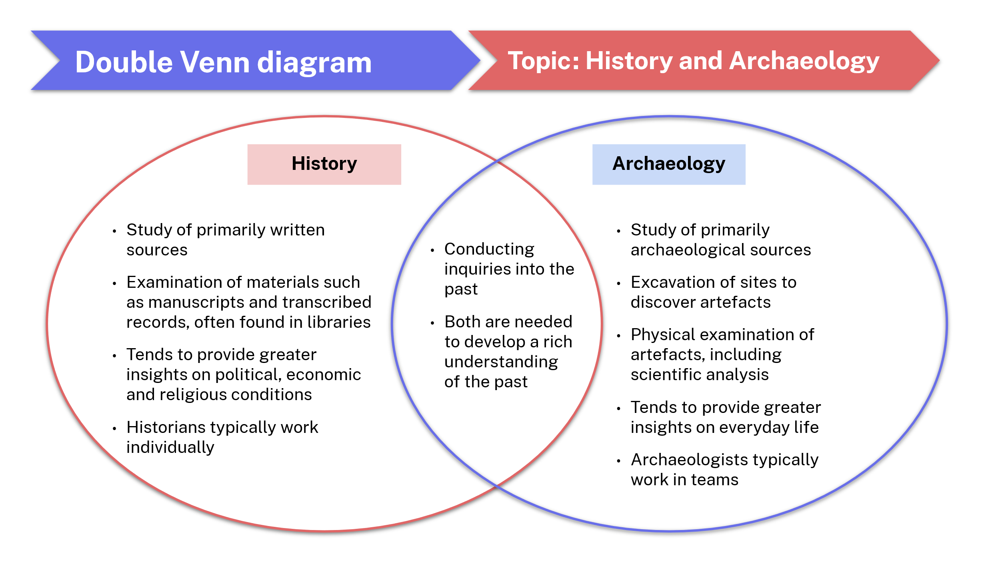 Double Venn diagram
Topic: History and Archaeology
History
• Study of primarily written
sources
• Examination of materials such
as manuscripts and transcribed
records, often found in libraries
• Tends to provide greater
insights on political, economic
and religious conditions
• Historians typically work
individually
• Conducting
inquiries into the
past
• Both are needed
to develop a rich
understanding
of the past
Archaeology
• Study of primarily
archaeological sources
• Excavation of sites to
discover artefacts
• Physical examination of
artefacts, including
scientific analysis
• Tends to provide greater
insights on everyday life
• Archaeologists typically
work in teams